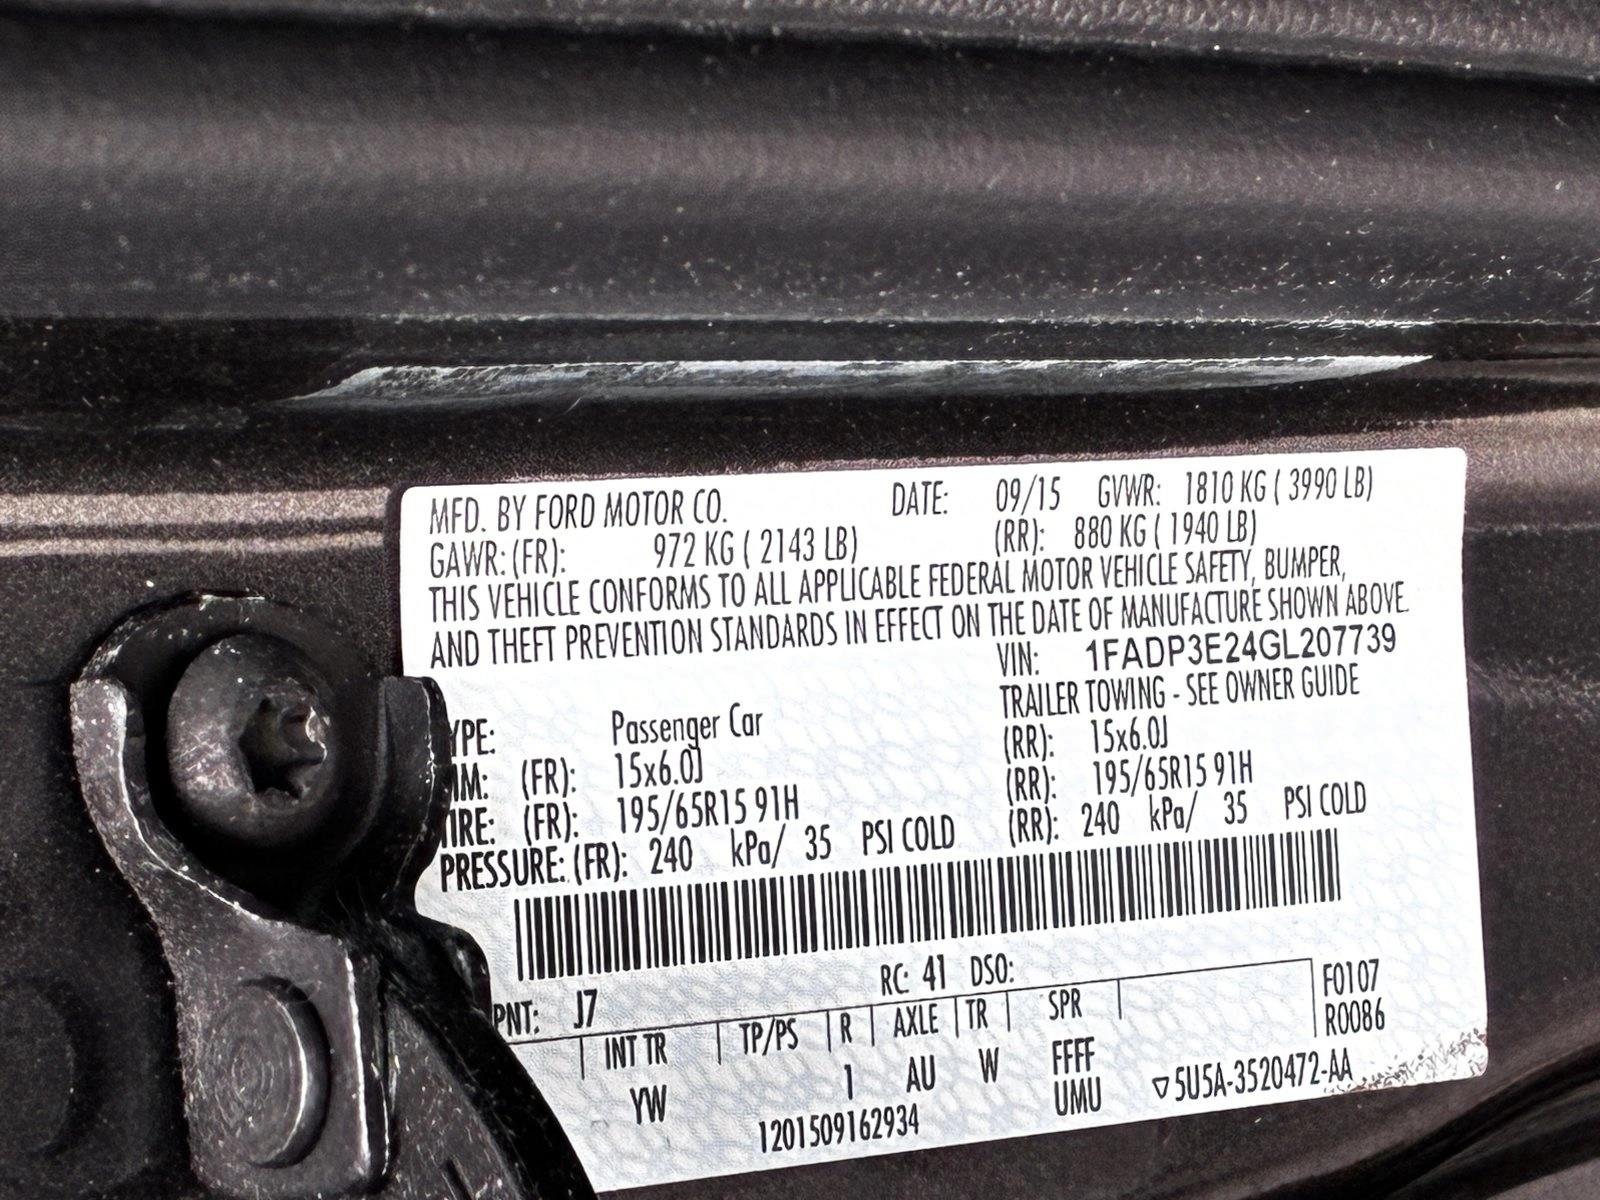 MFD. BY FORD MOTOR CO. DATE: 09/15 GVWR: 1810 KG ( 3990 LB)
GAWR: (FR): 972 KG ( 2143 LB) (RR): 880 KG ( 1940 LB)
THIS VEHICLE CONFORMS TO ALL APPLICABLE FEDERAL MOTOR VEHICLE SAFETY, BUMPER,
AND THEFT PREVENTION STANDARDS IN EFFECT ON THE DATE OF MANUFACTURE SHOWN ABOVE.
VIN: 1FADP3E24GL207739
TRAILER TOWING - SEE OWNER GUIDE
YPE: Passenger Car
IM: (FR): 15x6.0J (RR): 15x6.0J
IRE: (FR): 195/65R15 91H (RR): 195/65R15 91H
PRESSURE: (FR): 240 kPa/ 35 PSI COLD (RR): 240 kPa/ 35 PSI COLD
RC: 41 DSO:
PNT: J7
F0107
R0086
INT TR TP/PS R AXLE TR SPR
YW 1 AU W FFFF
UMU
1201509162934
▽5U5A-3520472-AA